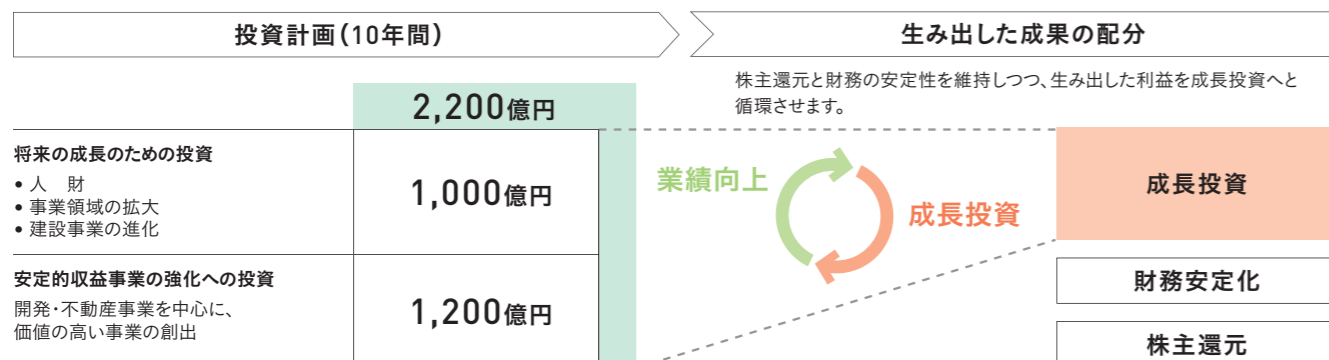 投資計画（10年間）
生み出した成果の配分
株主還元と財務の安定性を維持しつつ、生み出した利益を成長投資へと
循環させます。
2,200億円
将来の成長のための投資
• 人　財
• 事業領域の拡大
• 建設事業の進化
1,000億円
安定的収益事業の強化への投資
開発・不動産事業を中心に、
価値の高い事業の創出
1,200億円
業績向上
成長投資
成長投資
財務安定化
株主還元